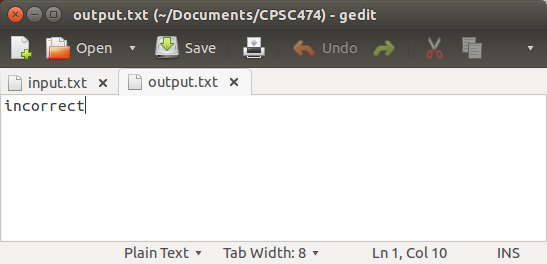 output.txt (~/Documents/CPSC474) - gedit
Open Save Undo
input.txt output.txt
incorrect
Plain Text Tab Width: 8 Ln 1, Col 10 INS